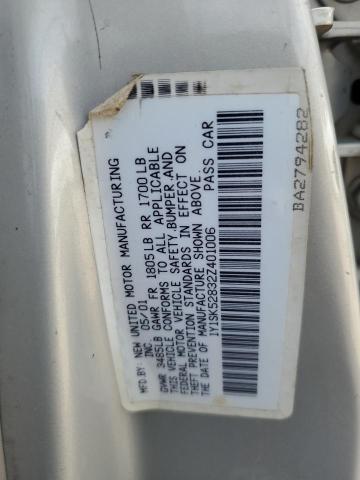 MFD.BY: NEW UNITED MOTOR MANUFACTURING
INC. 05/01
GVWR 3485LB GAWR FR 1805LB RR 1700LB
THIS VEHICLE CONFORMS TO ALL APPLICABLE
FEDERAL MOTOR VEHICLE SAFETY,BUMPER,AND
THEFT PREVENTION STANDARDS IN EFFECT ON
THE DATE OF MANUFACTURE SHOWN ABOVE.
1Y1SK52832Z401006 PASS CAR
BA2794282